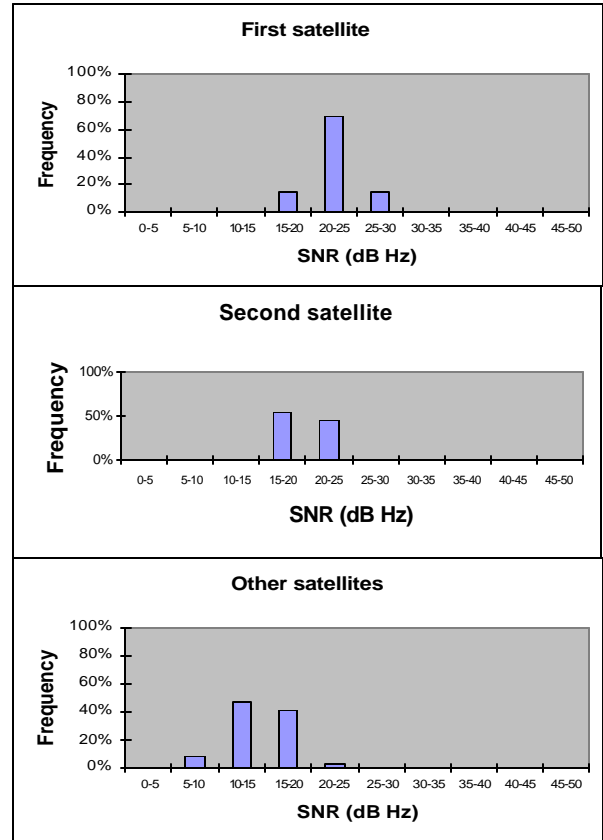 First satellite
100%
80%
60%
40%
20%
0%
Frequency
0-5 5-10 10-15 15-20 20-25 25-30 30-35 35-40 40-45 45-50
SNR (dB Hz)
Second satellite
100%
50%
0%
Frequency
0-5 5-10 10-15 15-20 20-25 25-30 30-35 35-40 40-45 45-50
SNR (dB Hz)
Other satellites
100%
80%
60%
40%
20%
0%
Frequency
0-5 5-10 10-15 15-20 20-25 25-30 30-35 35-40 40-45 45-50
SNR (dB Hz)